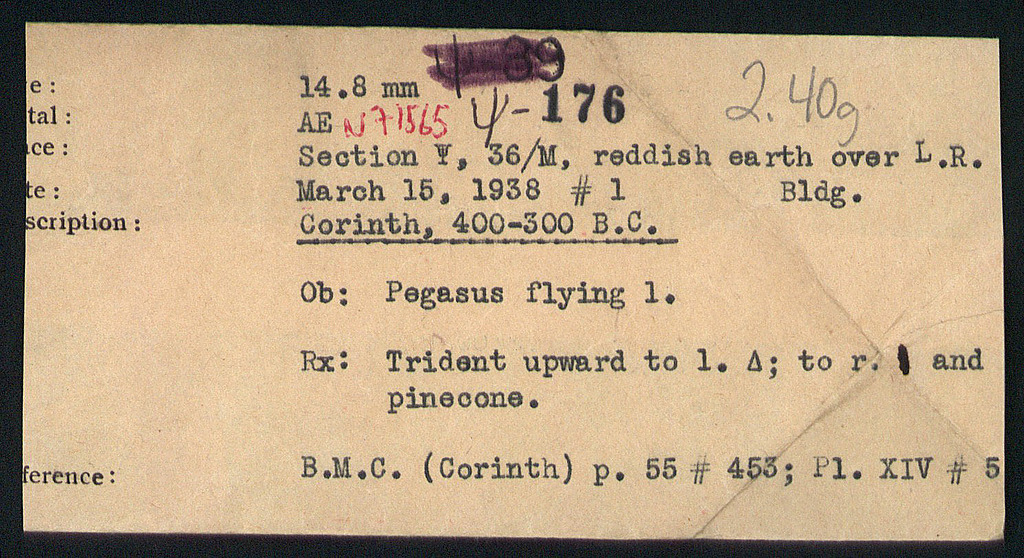 89
e: 14.8 mm
tal: AE N71565 Ψ-176 2.40g
ce: Section Ψ, 36/M, reddish earth over L.R.
te: March 15, 1938 # 1 Bldg.
scription: Corinth, 400-300 B.C.
Ob: Pegasus flying l.
Rx: Trident upward to l. Δ; to r. and
pinecone.
ference: B.M.C. (Corinth) p. 55 # 453; Pl. XIV # 5